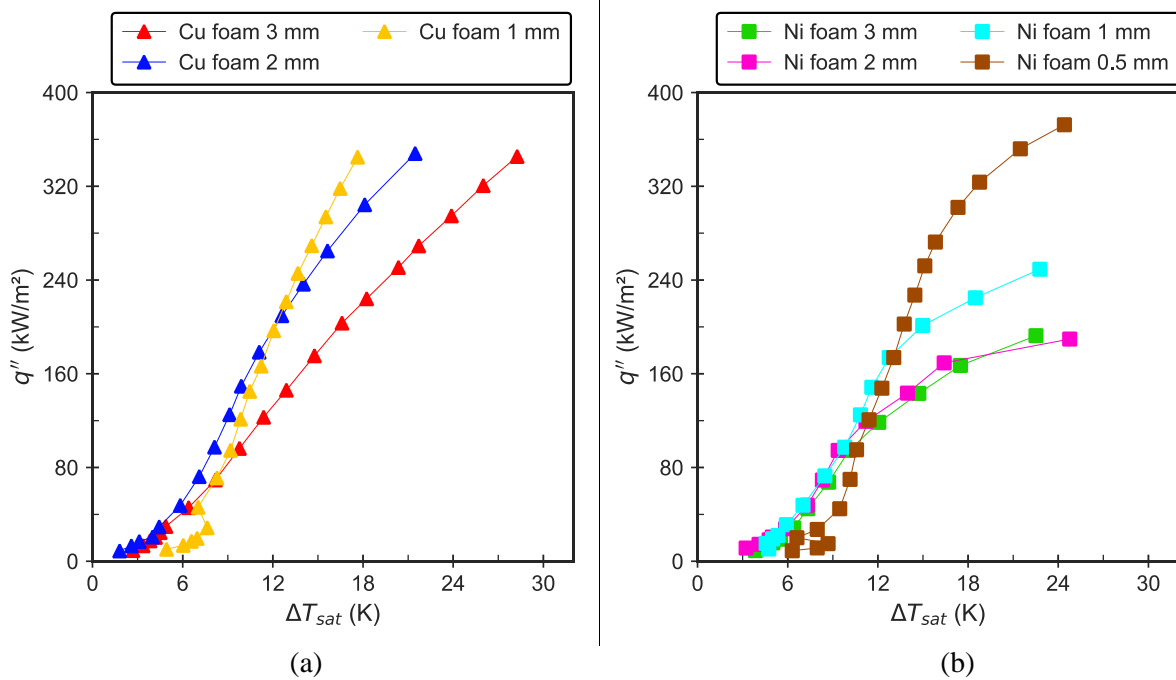 Cu foam 3 mm Cu foam 1 mm
Cu foam 2 mm
400
320
240
160
80
0
q″ (kW/m²)
0 6 12 18 24 30
ΔT_sat (K)
(a)
Ni foam 3 mm Ni foam 1 mm
Ni foam 2 mm Ni foam 0.5 mm
400
320
240
160
80
0
q″ (kW/m²)
0 6 12 18 24 30
ΔT_sat (K)
(b)